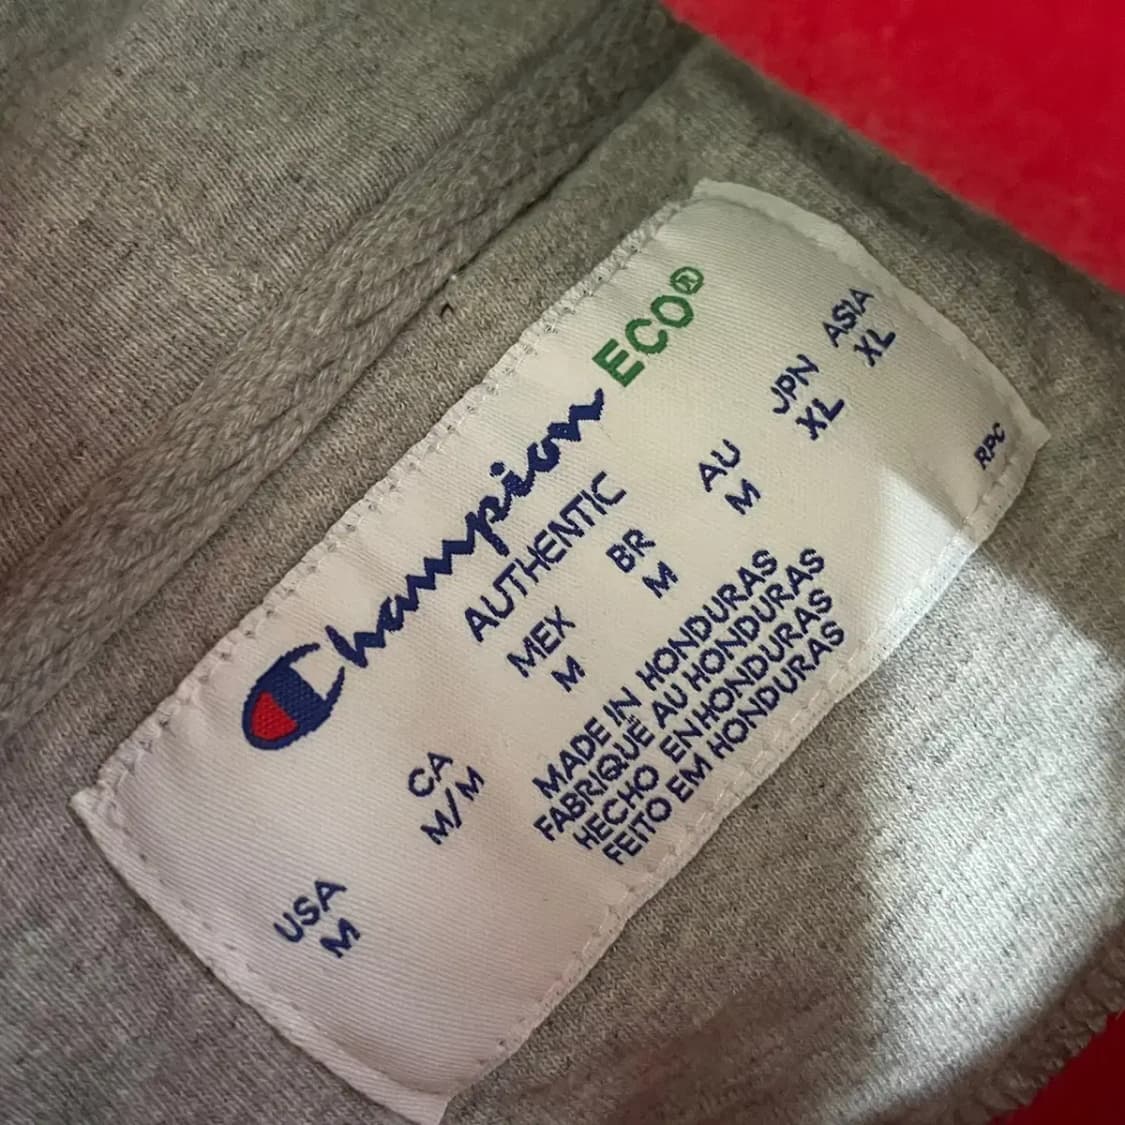 Champion ECO®
AUTHENTIC
USA CA MEX BR AU JPN ASIA
M M/M M M M XL XL
MADE IN HONDURAS
FABRIQUÉ AU HONDURAS
HECHO EN HONDURAS
FEITO EM HONDURAS
RPC